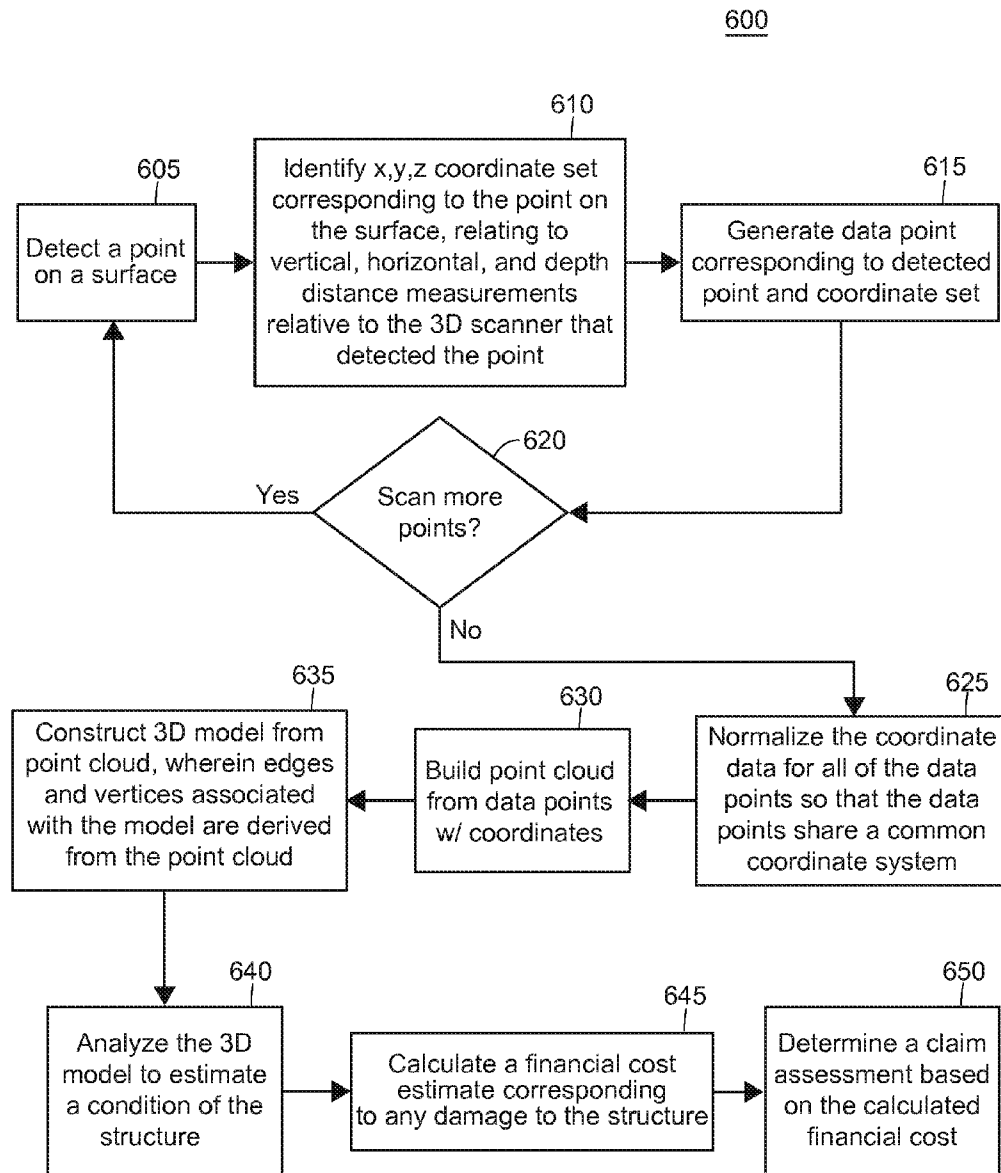 600
605
Detect a point
on a surface
610
Identify x,y,z coordinate set
corresponding to the point on
the surface, relating to
vertical, horizontal, and depth
distance measurements
relative to the 3D scanner that
detected the point
615
Generate data point
corresponding to detected
point and coordinate set
620
Scan more
points?
Yes
No
625
Normalize the coordinate
data for all of the data
points so that the data
points share a common
coordinate system
630
Build point cloud
from data points
w/ coordinates
635
Construct 3D model from
point cloud, wherein edges
and vertices associated
with the model are derived
from the point cloud
640
Analyze the 3D
model to estimate
a condition of the
structure
645
Calculate a financial cost
estimate corresponding
to any damage to the structure
650
Determine a claim
assessment based
on the calculated
financial cost